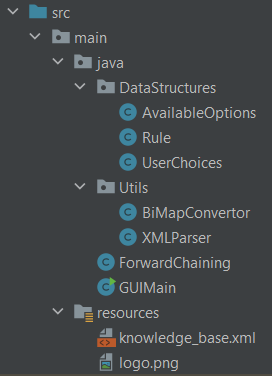 src
main
java
DataStructures
AvailableOptions
Rule
UserChoices
Utils
BiMapConvertor
XMLParser
ForwardChaining
GUIMain
resources
knowledge_base.xml
logo.png